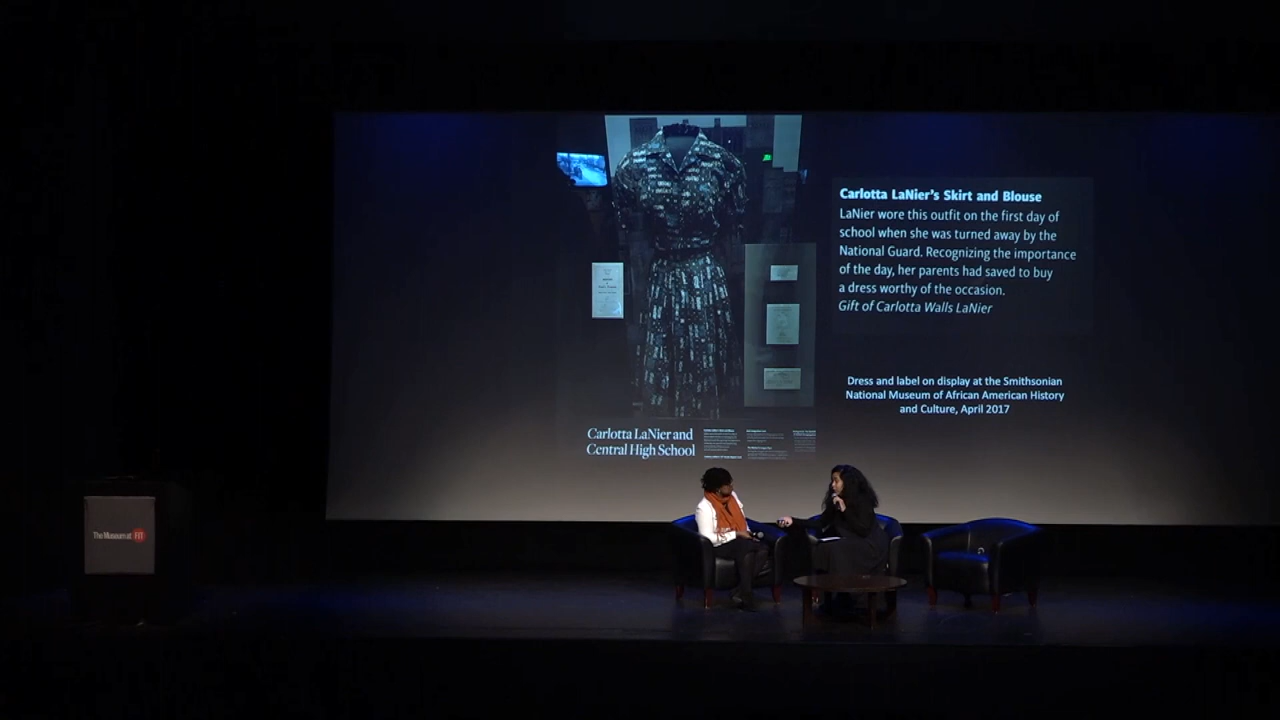 Carlotta LaNier's Skirt and Blouse
LaNier wore this outfit on the first day of
school when she was turned away by the
National Guard. Recognizing the importance
of the day, her parents had saved to buy
a dress worthy of the occasion.
Gift of Carlotta Walls LaNier
Dress and label on display at the Smithsonian
National Museum of African American History
and Culture, April 2017
Carlotta LaNier and
Central High School
The Museum at FIT